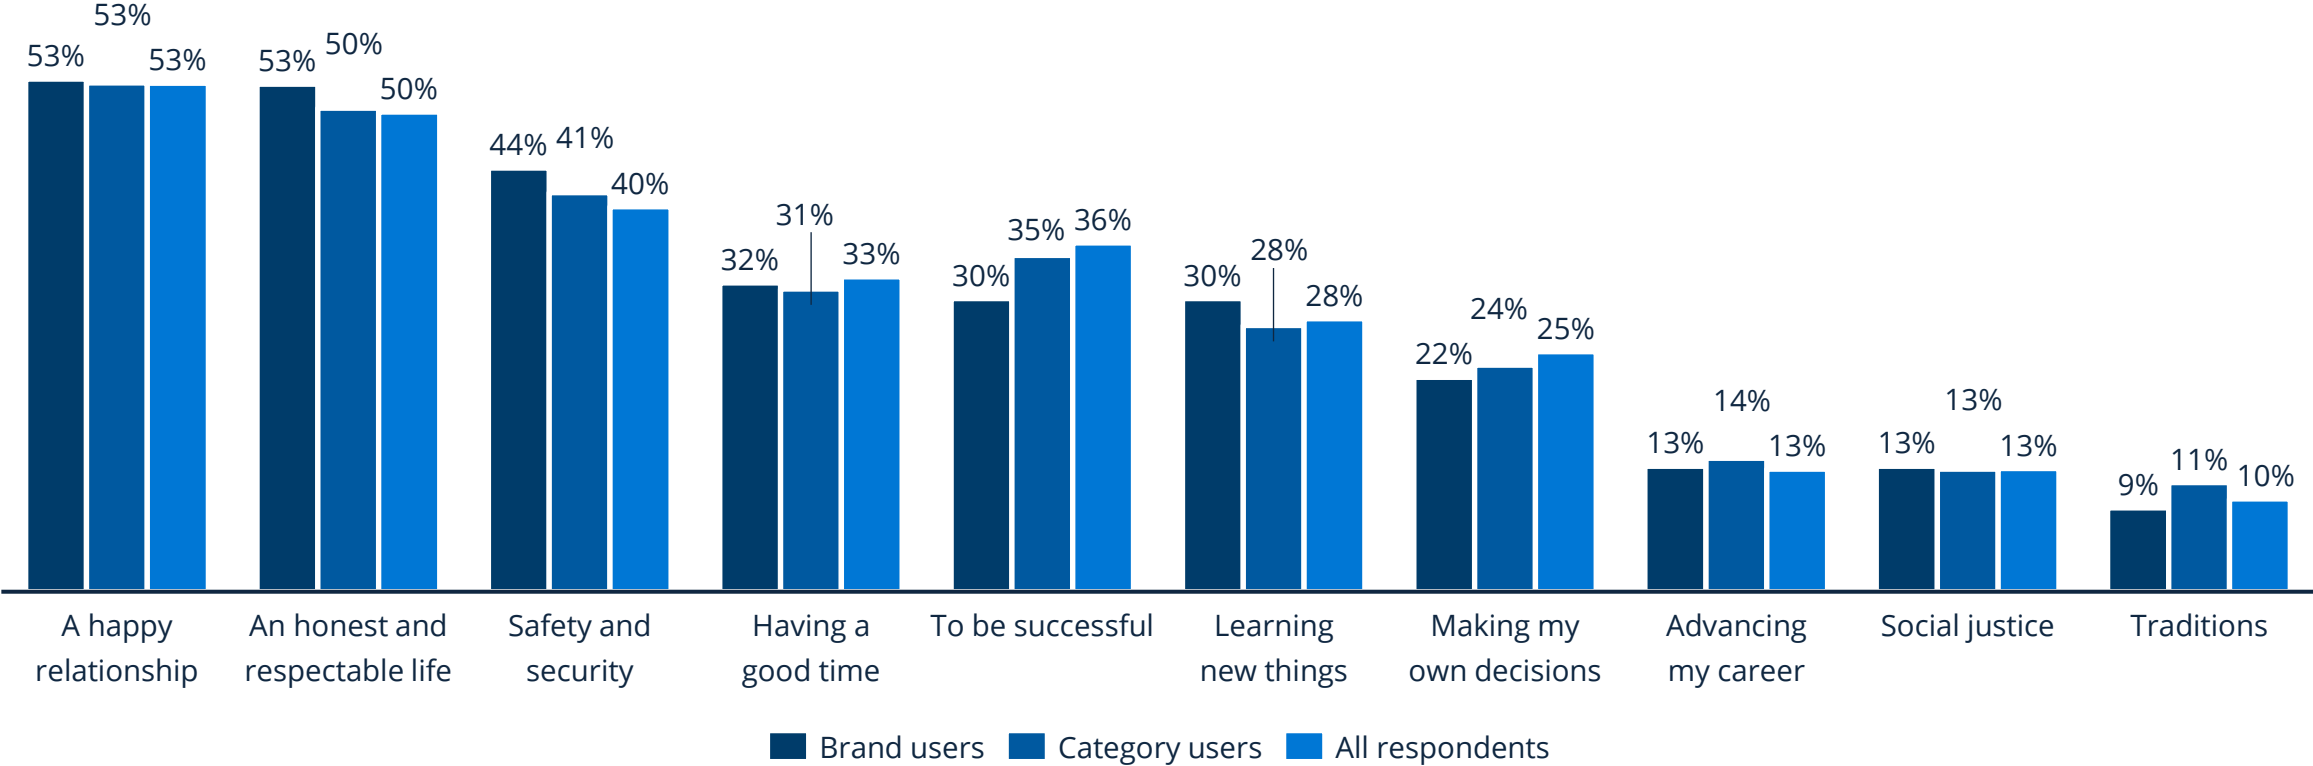 53%
53%
53%
53%
50%
50%
44%
41%
40%
32%
31%
33%
30%
35%
36%
30%
28%
28%
22%
24%
25%
13%
14%
13%
13%
13%
13%
9%
11%
10%
A happy
relationship
An honest and
respectable life
Safety and
security
Having a
good time
To be successful
Learning
new things
Making my
own decisions
Advancing
my career
Social justice
Traditions
Brand users
Category users
All respondents